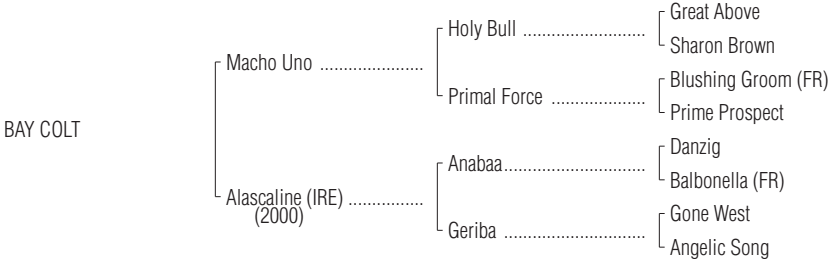 Great Above
Holy Bull ..........................
Sharon Brown
Macho Uno ......................
Blushing Groom (FR)
Primal Force ....................
Prime Prospect
BAY COLT
Danzig
Anabaa..............................
Balbonella (FR)
Alascaline (IRE) ................
(2000)
Gone West
Geriba ..............................
Angelic Song